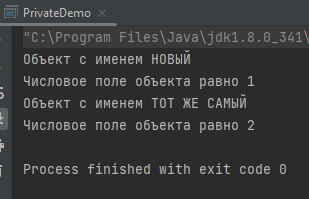 PrivateDemo
"C:\Program Files\Java\jdk1.8.0_341\
Объект с именем НОВЫЙ
Числовое поле объекта равно 1
Объект с именем ТОТ ЖЕ САМЫЙ
Числовое поле объекта равно 2
Process finished with exit code 0